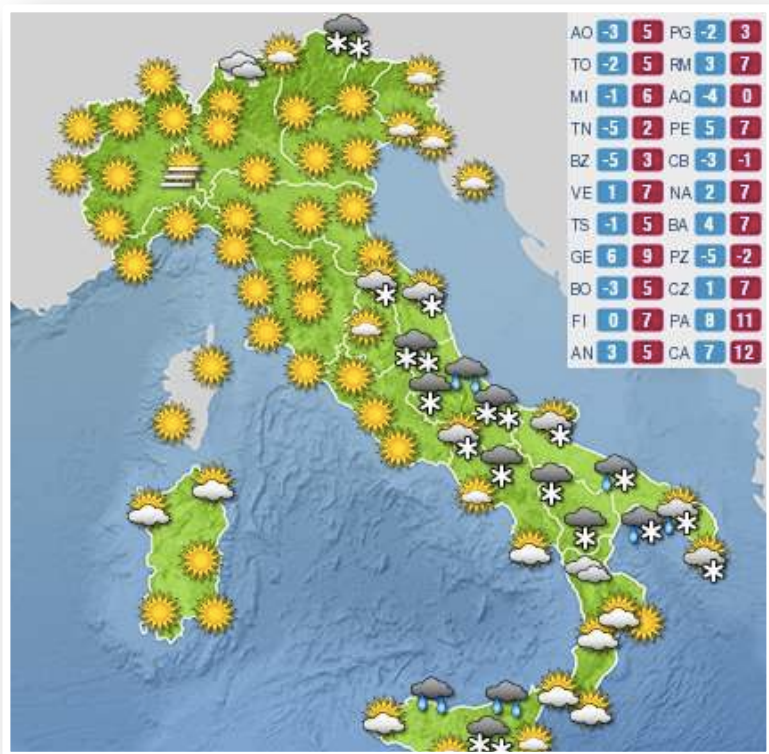 AO -3 5 PG -2 3
TO -2 5 RM 3 7
MI -1 6 AQ -4 0
TN -5 2 PE 5 7
BZ -5 3 CB -3 -1
VE 1 7 NA 2 7
TS -1 5 BA 4 7
GE 6 9 PZ -5 -2
BO -3 5 CZ 1 7
FI 0 7 PA 8 11
AN 3 5 CA 7 12